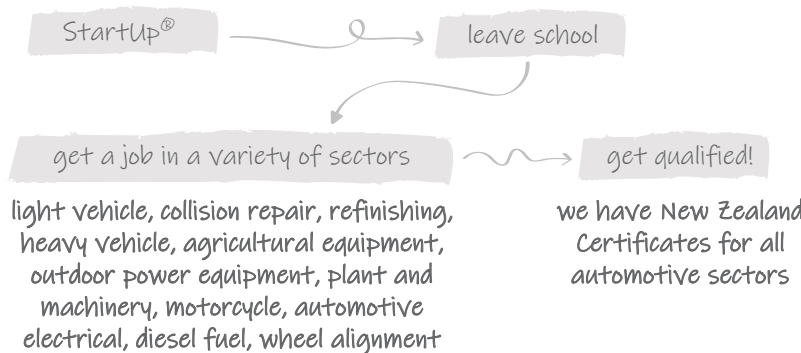 StartUp®
leave school
get a job in a variety of sectors
get qualified!
light vehicle, collision repair, refinishing,
heavy vehicle, agricultural equipment,
outdoor power equipment, plant and
machinery, motorcycle, automotive
electrical, diesel fuel, wheel alignment
we have New Zealand
Certificates for all
automotive sectors